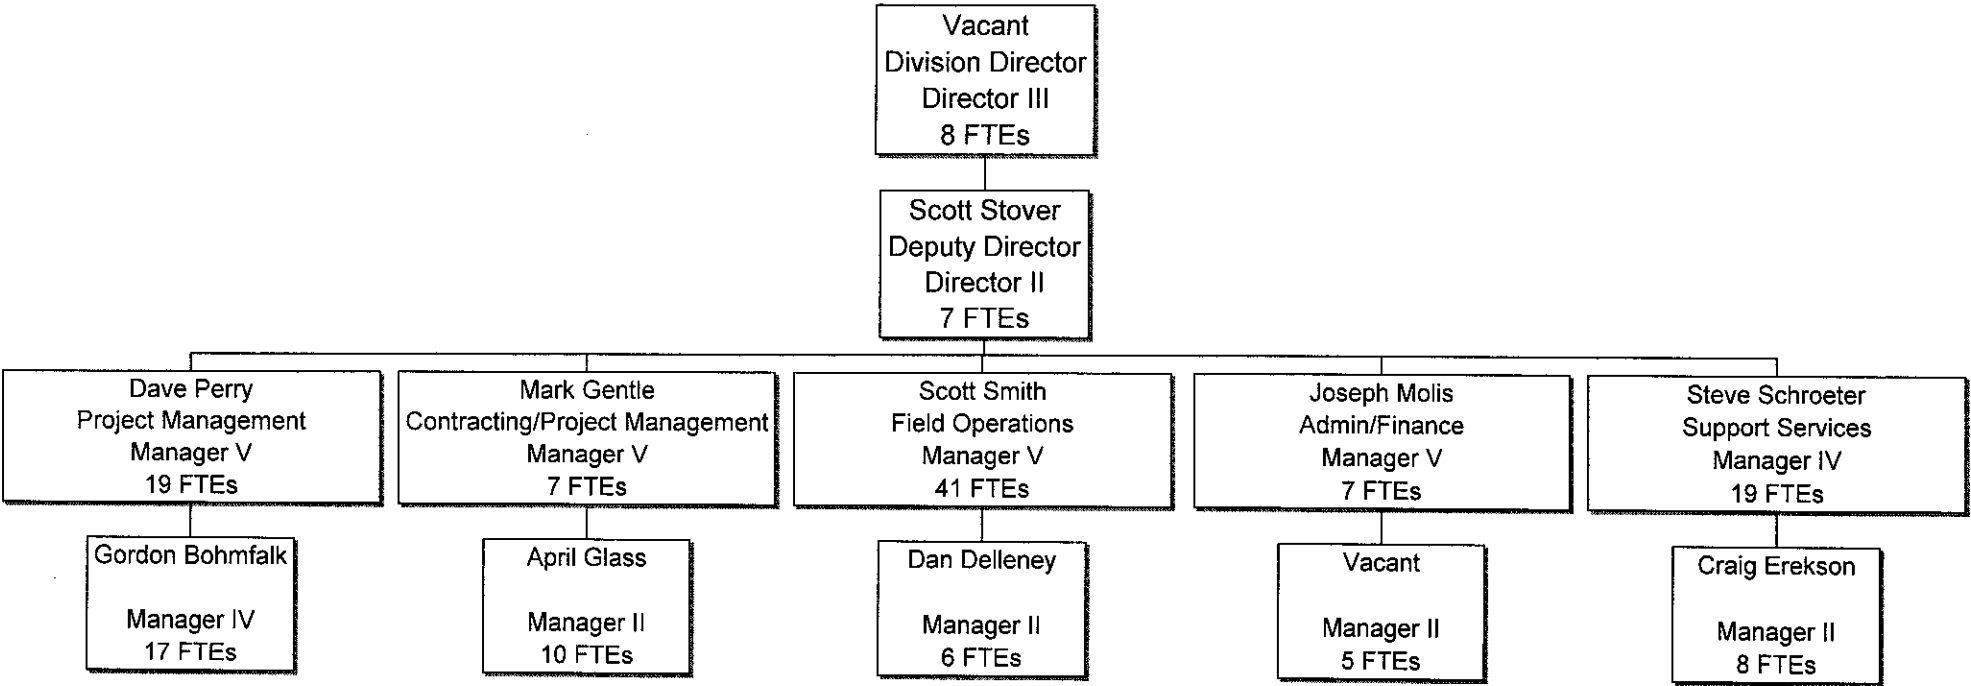 Vacant
Division Director
Director III
8 FTEs
Scott Stover
Deputy Director
Director II
7 FTEs
Dave Perry
Project Management
Manager V
19 FTEs
Mark Gentle
Contracting/Project Management
Manager V
7 FTEs
Scott Smith
Field Operations
Manager V
41 FTEs
Joseph Molis
Admin/Finance
Manager V
7 FTEs
Steve Schroeter
Support Services
Manager IV
19 FTEs
Gordon Bohmfalk
Manager IV
17 FTEs
April Glass
Manager II
10 FTEs
Dan Delleney
Manager II
6 FTEs
Vacant
Manager II
5 FTEs
Craig Erekson
Manager II
8 FTEs